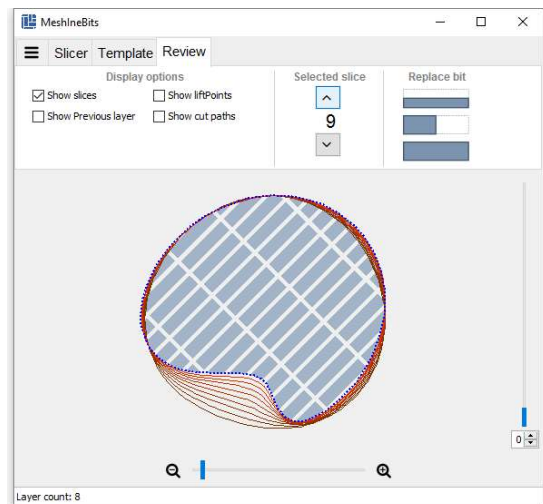 MeshIneBits
Slicer Template Review
Display options
Show slices Show liftPoints
Show Previous layer Show cut paths
Selected slice
9
Replace bit
0
Layer count: 8